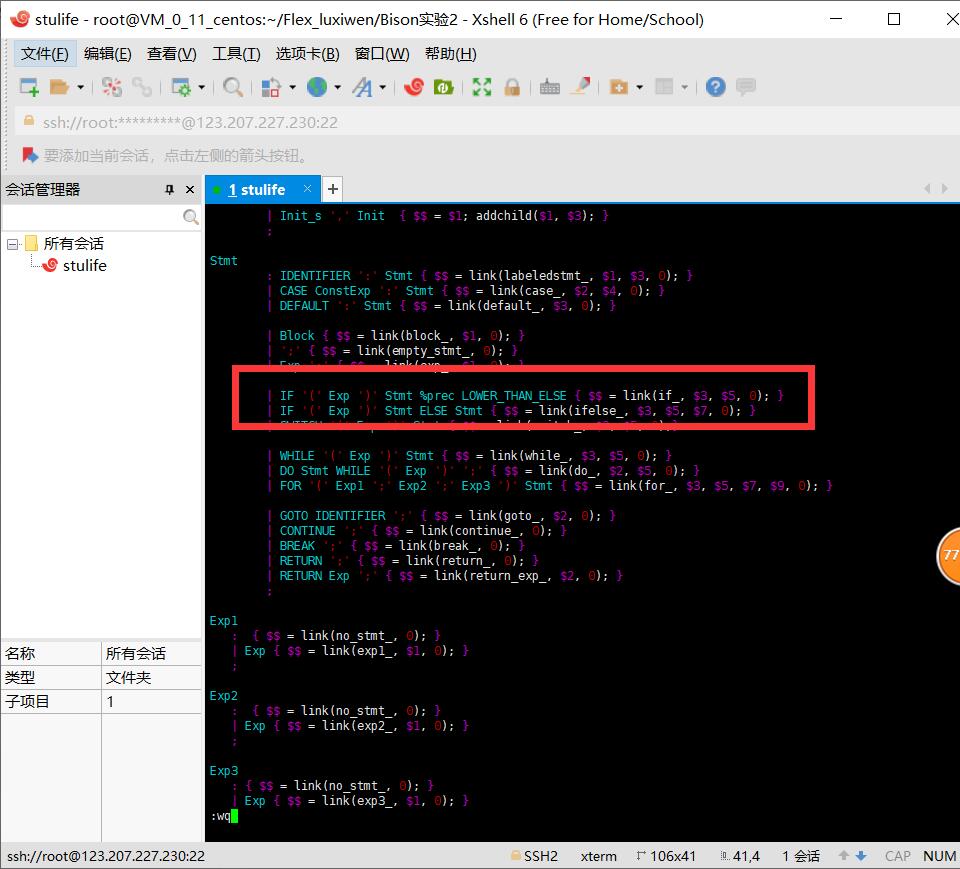 stulife - root@VM_0_11_centos:~/Flex_luxiwen/Bison实验2 - Xshell 6 (Free for Home/School)
文件(F) 编辑(E) 查看(V) 工具(T) 选项卡(B) 窗口(W) 帮助(H)
ssh://root:*********@123.207.227.230:22
要添加当前会话，点击左侧的箭头按钮。
会话管理器
所有会话
stulife
名称 所有会话
类型 文件夹
子项目 1
1 stulife
| Init_s ',' Init { $$ = $1; addchild($1, $3); }
;
Stmt
: IDENTIFIER ':' Stmt { $$ = link(labeledstmt_, $1, $3, 0); }
| CASE ConstExp ':' Stmt { $$ = link(case_, $2, $4, 0); }
| DEFAULT ':' Stmt { $$ = link(default_, $3, 0); }
| Block { $$ = link(block_, $1, 0); }
| ';' { $$ = link(empty_stmt_, 0); }
| IF '(' Exp ')' Stmt %prec LOWER_THAN_ELSE { $$ = link(if_, $3, $5, 0); }
| IF '(' Exp ')' Stmt ELSE Stmt { $$ = link(ifelse_, $3, $5, $7, 0); }
| WHILE '(' Exp ')' Stmt { $$ = link(while_, $3, $5, 0); }
| DO Stmt WHILE '(' Exp ')' ';' { $$ = link(do_, $2, $5, 0); }
| FOR '(' Exp1 ';' Exp2 ';' Exp3 ')' Stmt { $$ = link(for_, $3, $5, $7, $9, 0); }
| GOTO IDENTIFIER ';' { $$ = link(goto_, $2, 0); }
| CONTINUE ';' { $$ = link(continue_, 0); }
| BREAK ';' { $$ = link(break_, 0); }
| RETURN ';' { $$ = link(return_, 0); }
| RETURN Exp ';' { $$ = link(return_exp_, $2, 0); }
;
Exp1
: { $$ = link(no_stmt_, 0); }
| Exp { $$ = link(exp1_, $1, 0); }
;
Exp2
: { $$ = link(no_stmt_, 0); }
| Exp { $$ = link(exp2_, $1, 0); }
;
Exp3
: { $$ = link(no_stmt_, 0); }
| Exp { $$ = link(exp3_, $1, 0); }
:wq
77
ssh://root@123.207.227.230:22 SSH2 xterm 106x41 41,4 1 会话 CAP NUM